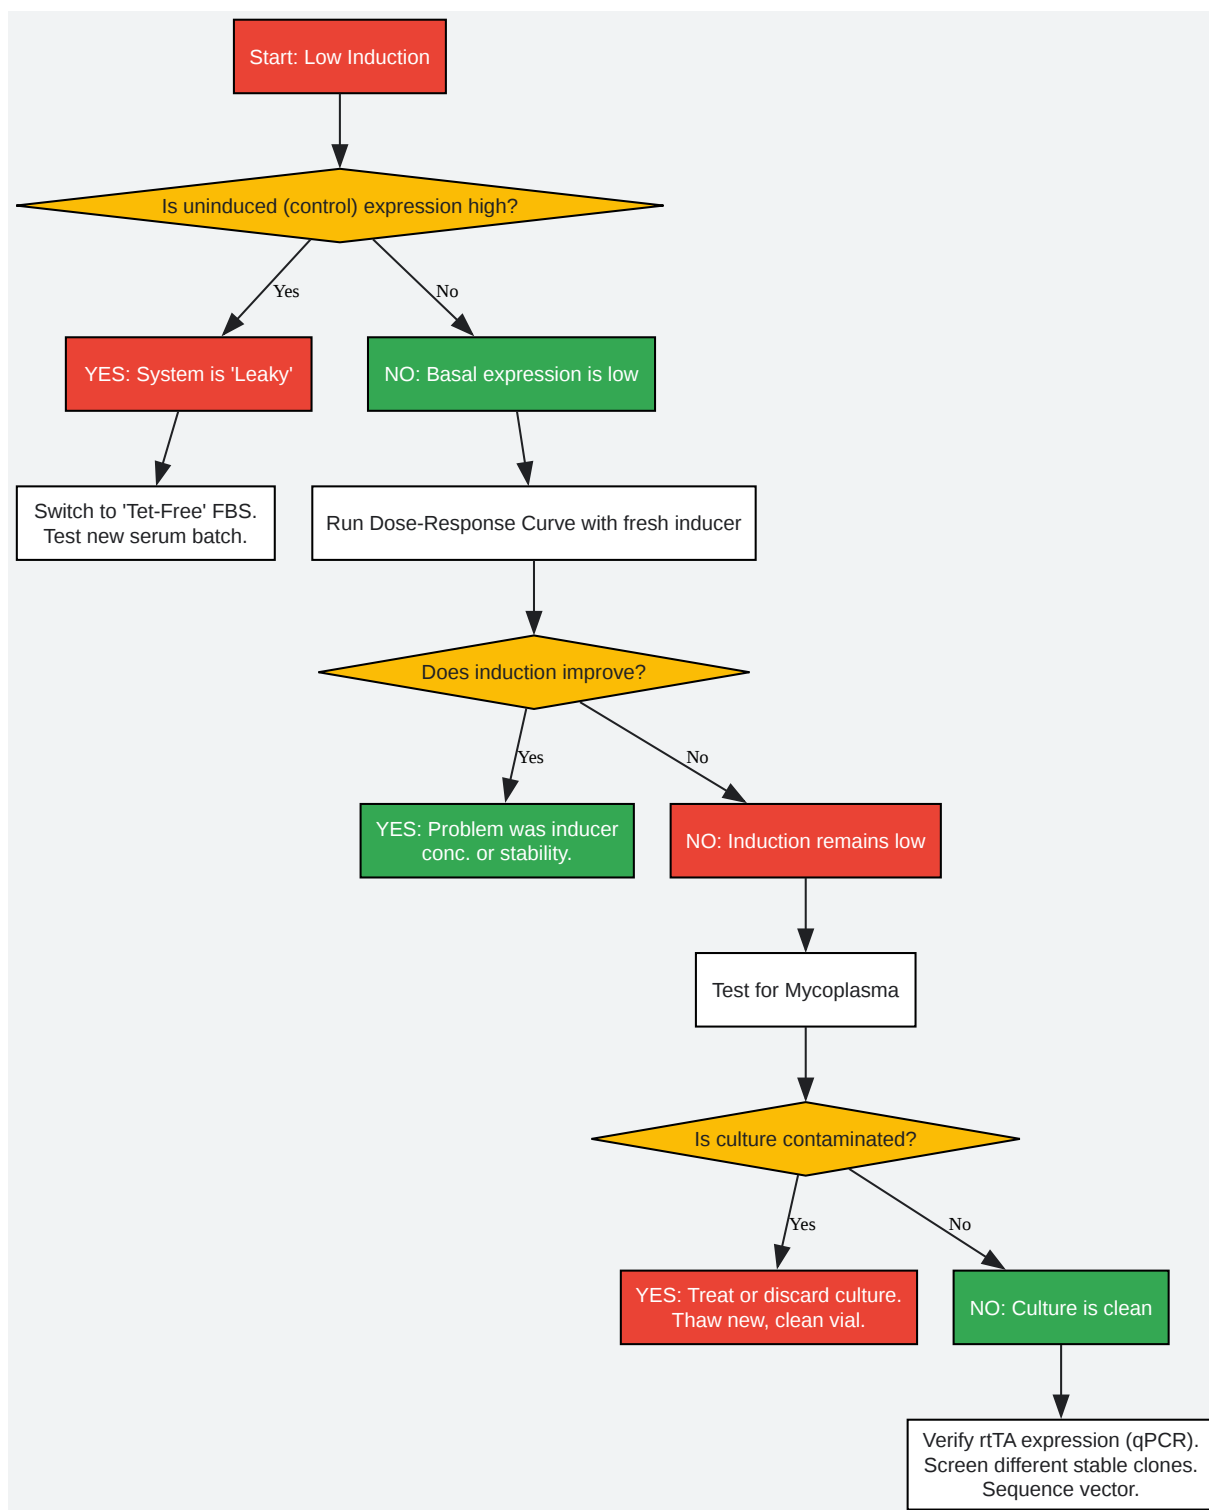 Start: Low Induction
Is uninduced (control) expression high?
Yes
No
YES: System is 'Leaky'
NO: Basal expression is low
Switch to 'Tet-Free' FBS.
Test new serum batch.
Run Dose-Response Curve with fresh inducer
Does induction improve?
Yes
No
YES: Problem was inducer
conc. or stability.
NO: Induction remains low
Test for Mycoplasma
Is culture contaminated?
Yes
No
YES: Treat or discard culture.
Thaw new, clean vial.
NO: Culture is clean
Verify rtTA expression (qPCR).
Screen different stable clones.
Sequence vector.